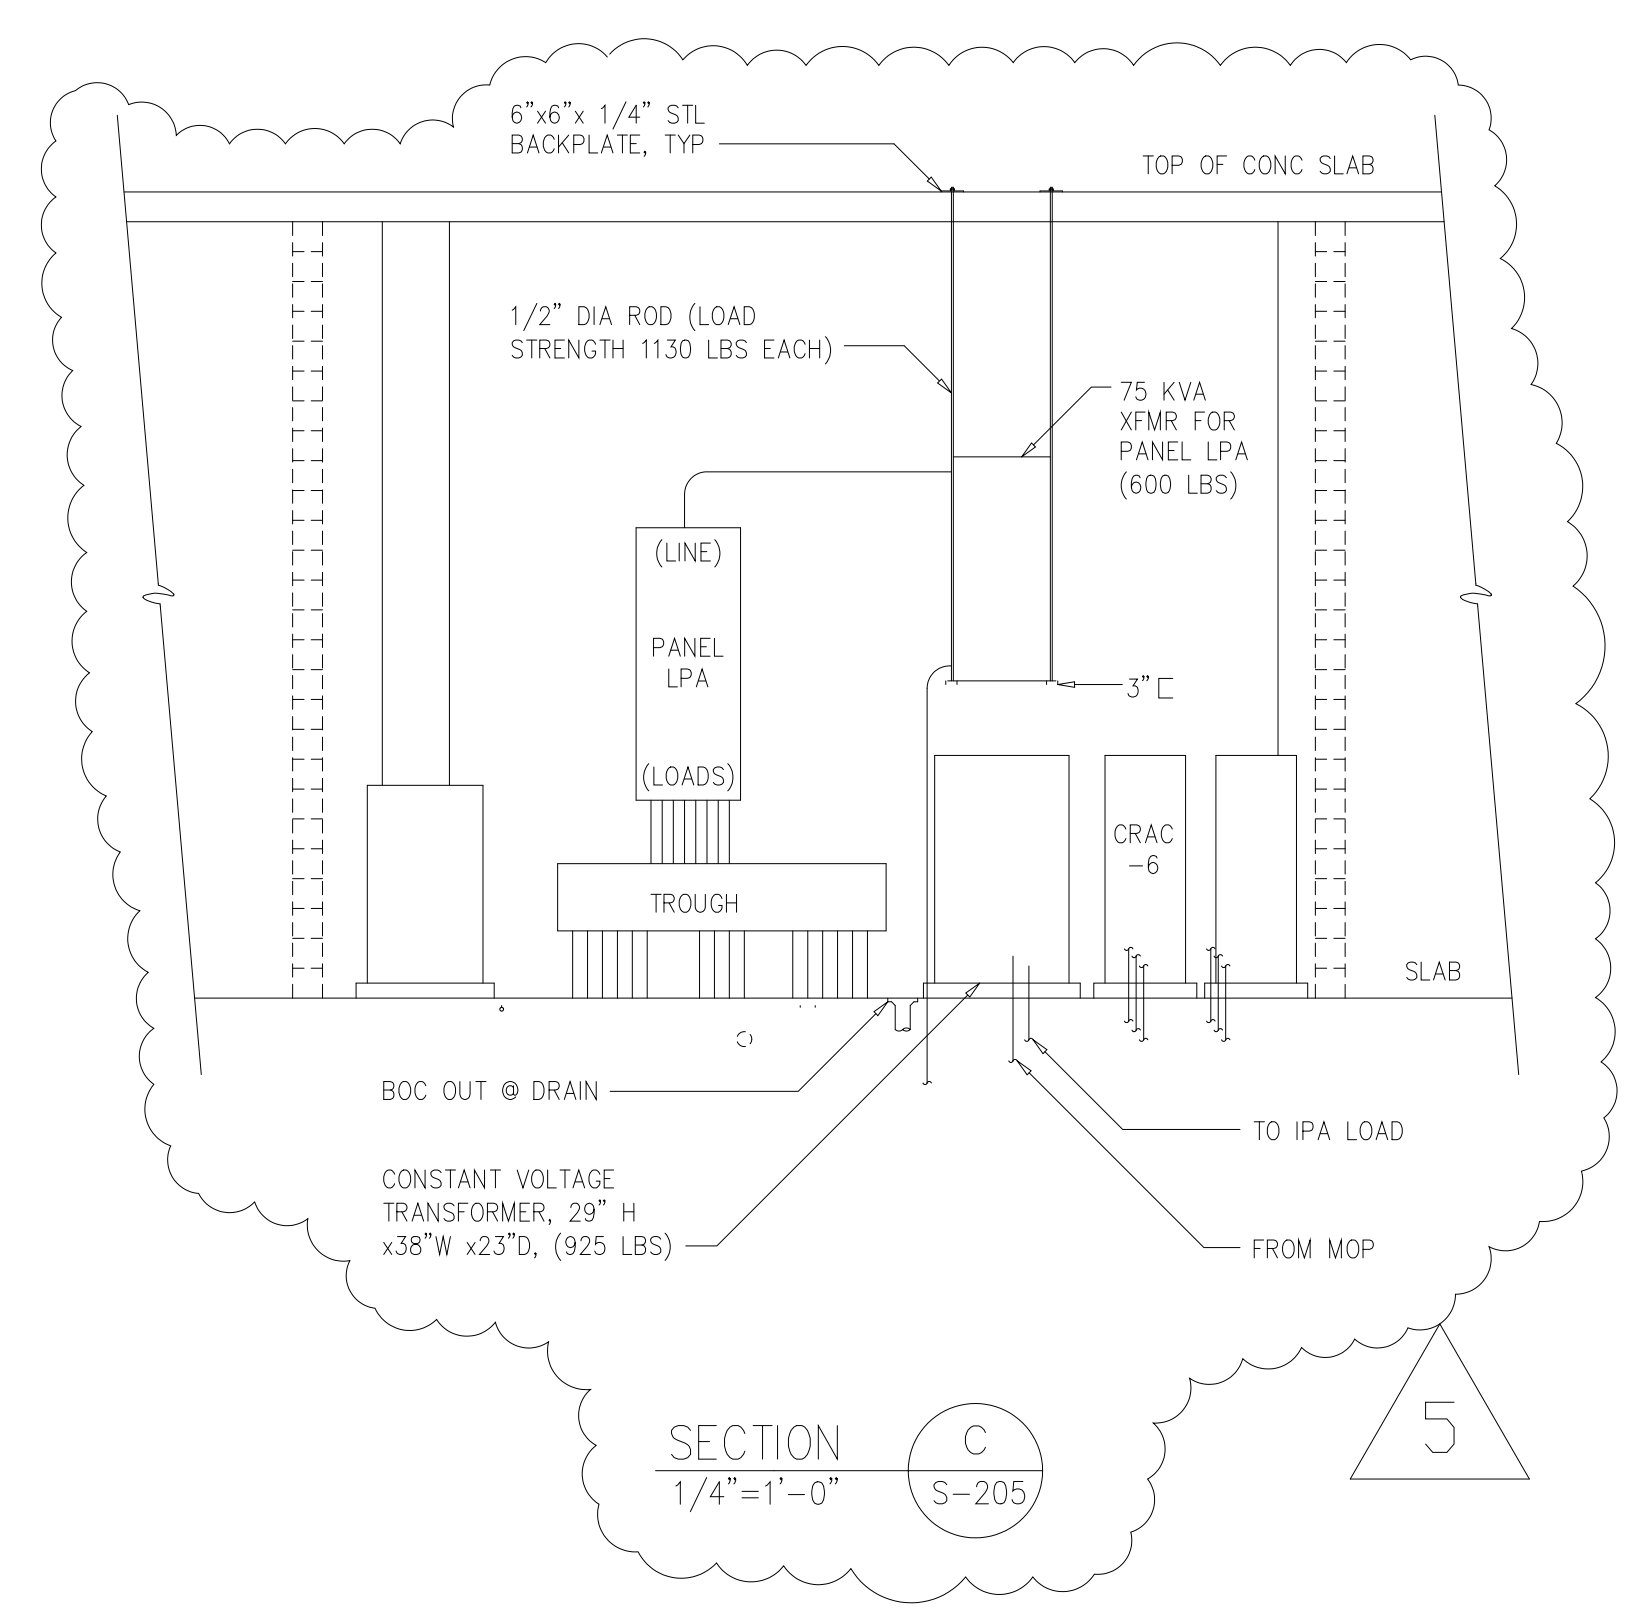 6"x6"x 1/4" STL
BACKPLATE, TYP
TOP OF CONC SLAB
1/2" DIA ROD (LOAD
STRENGTH 1130 LBS EACH)
75 KVA
XFMR FOR
PANEL LPA
(600 LBS)
(LINE)
PANEL
LPA
(LOADS)
3"
CRAC
-6
TROUGH
SLAB
BOC OUT @ DRAIN
TO IPA LOAD
CONSTANT VOLTAGE
TRANSFORMER, 29" H
x38"W x23"D, (925 LBS)
FROM MOP
SECTION
1/4"=1'-0"
C
S-205
5